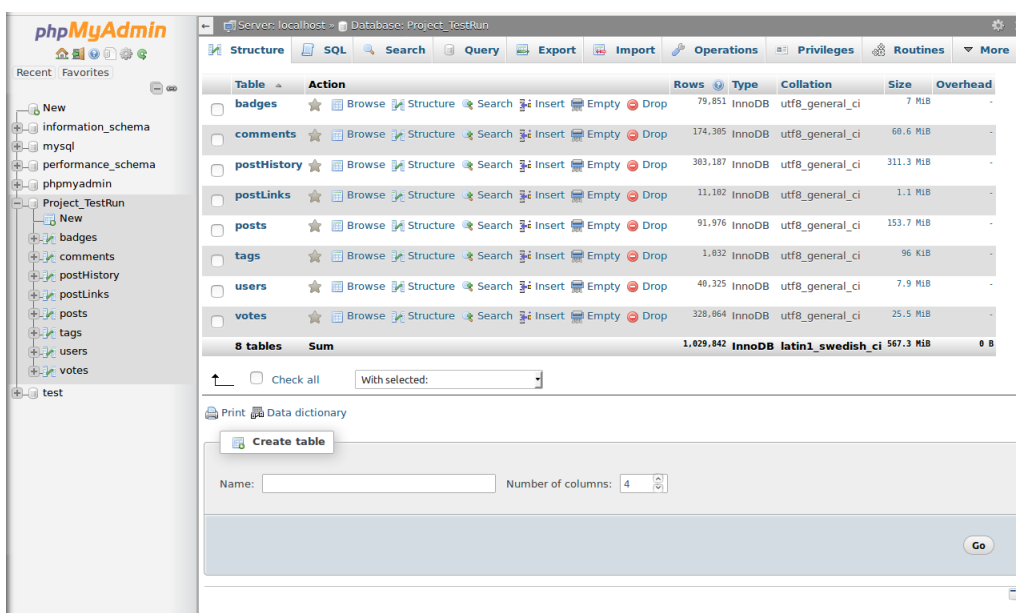 phpMyAdmin
Recent Favorites
New
information_schema
mysql
performance_schema
phpmyadmin
Project_TestRun
New
badges
comments
postHistory
postLinks
posts
tags
users
votes
test
Server: localhost » Database: Project_TestRun
Structure SQL Search Query Export Import Operations Privileges Routines More
Table Action Rows Type Collation Size Overhead
badges Browse Structure Search Insert Empty Drop 79,851 InnoDB utf8_general_ci 7 MiB -
comments Browse Structure Search Insert Empty Drop 174,305 InnoDB utf8_general_ci 60.6 MiB -
postHistory Browse Structure Search Insert Empty Drop 303,187 InnoDB utf8_general_ci 311.3 MiB -
postLinks Browse Structure Search Insert Empty Drop 11,102 InnoDB utf8_general_ci 1.1 MiB -
posts Browse Structure Search Insert Empty Drop 91,976 InnoDB utf8_general_ci 153.7 MiB -
tags Browse Structure Search Insert Empty Drop 1,032 InnoDB utf8_general_ci 96 KiB -
users Browse Structure Search Insert Empty Drop 40,325 InnoDB utf8_general_ci 7.9 MiB -
votes Browse Structure Search Insert Empty Drop 328,064 InnoDB utf8_general_ci 25.5 MiB -
8 tables Sum 1,029,842 InnoDB latin1_swedish_ci 567.3 MiB 0 B
Check all With selected:
Print Data dictionary
Create table
Name: Number of columns: 4
Go